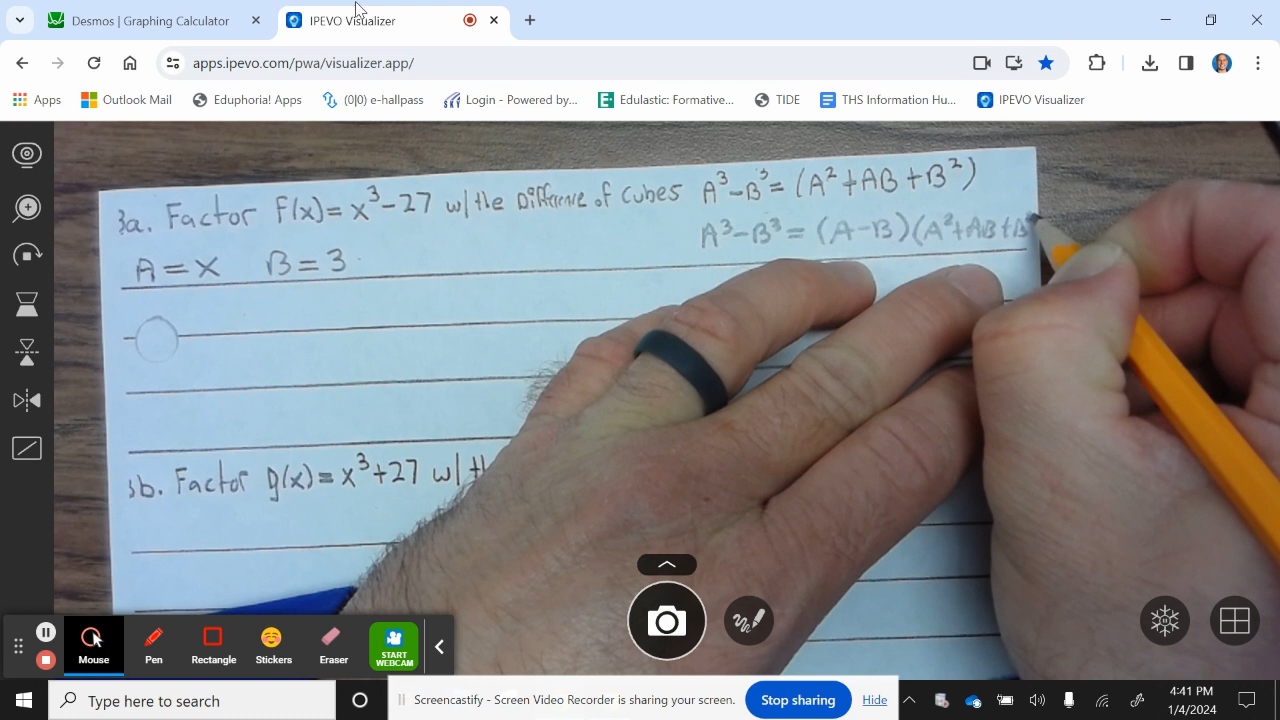 Desmos | Graphing Calculator
IPEVO Visualizer
apps.ipevo.com/pwa/visualizer.app/
Apps
Outlook Mail
Eduphoria! Apps
(0|0) e-hallpass
Login - Powered by...
Edulastic: Formative...
TIDE
THS Information Hu...
IPEVO Visualizer
3a. Factor f(x)=x³-27 w/ the Difference of cubes A³-B³=(A²+AB+B²)
A³-B³=(A-B)(A²+AB+B
A=x B=3
3b. Factor g(x)=x³+27 w/
Mouse
Pen
Rectangle
Stickers
Eraser
START
WEBCAM
Type here to search
Screencastify - Screen Video Recorder is sharing your screen.
Stop sharing
Hide
4:41 PM
1/4/2024